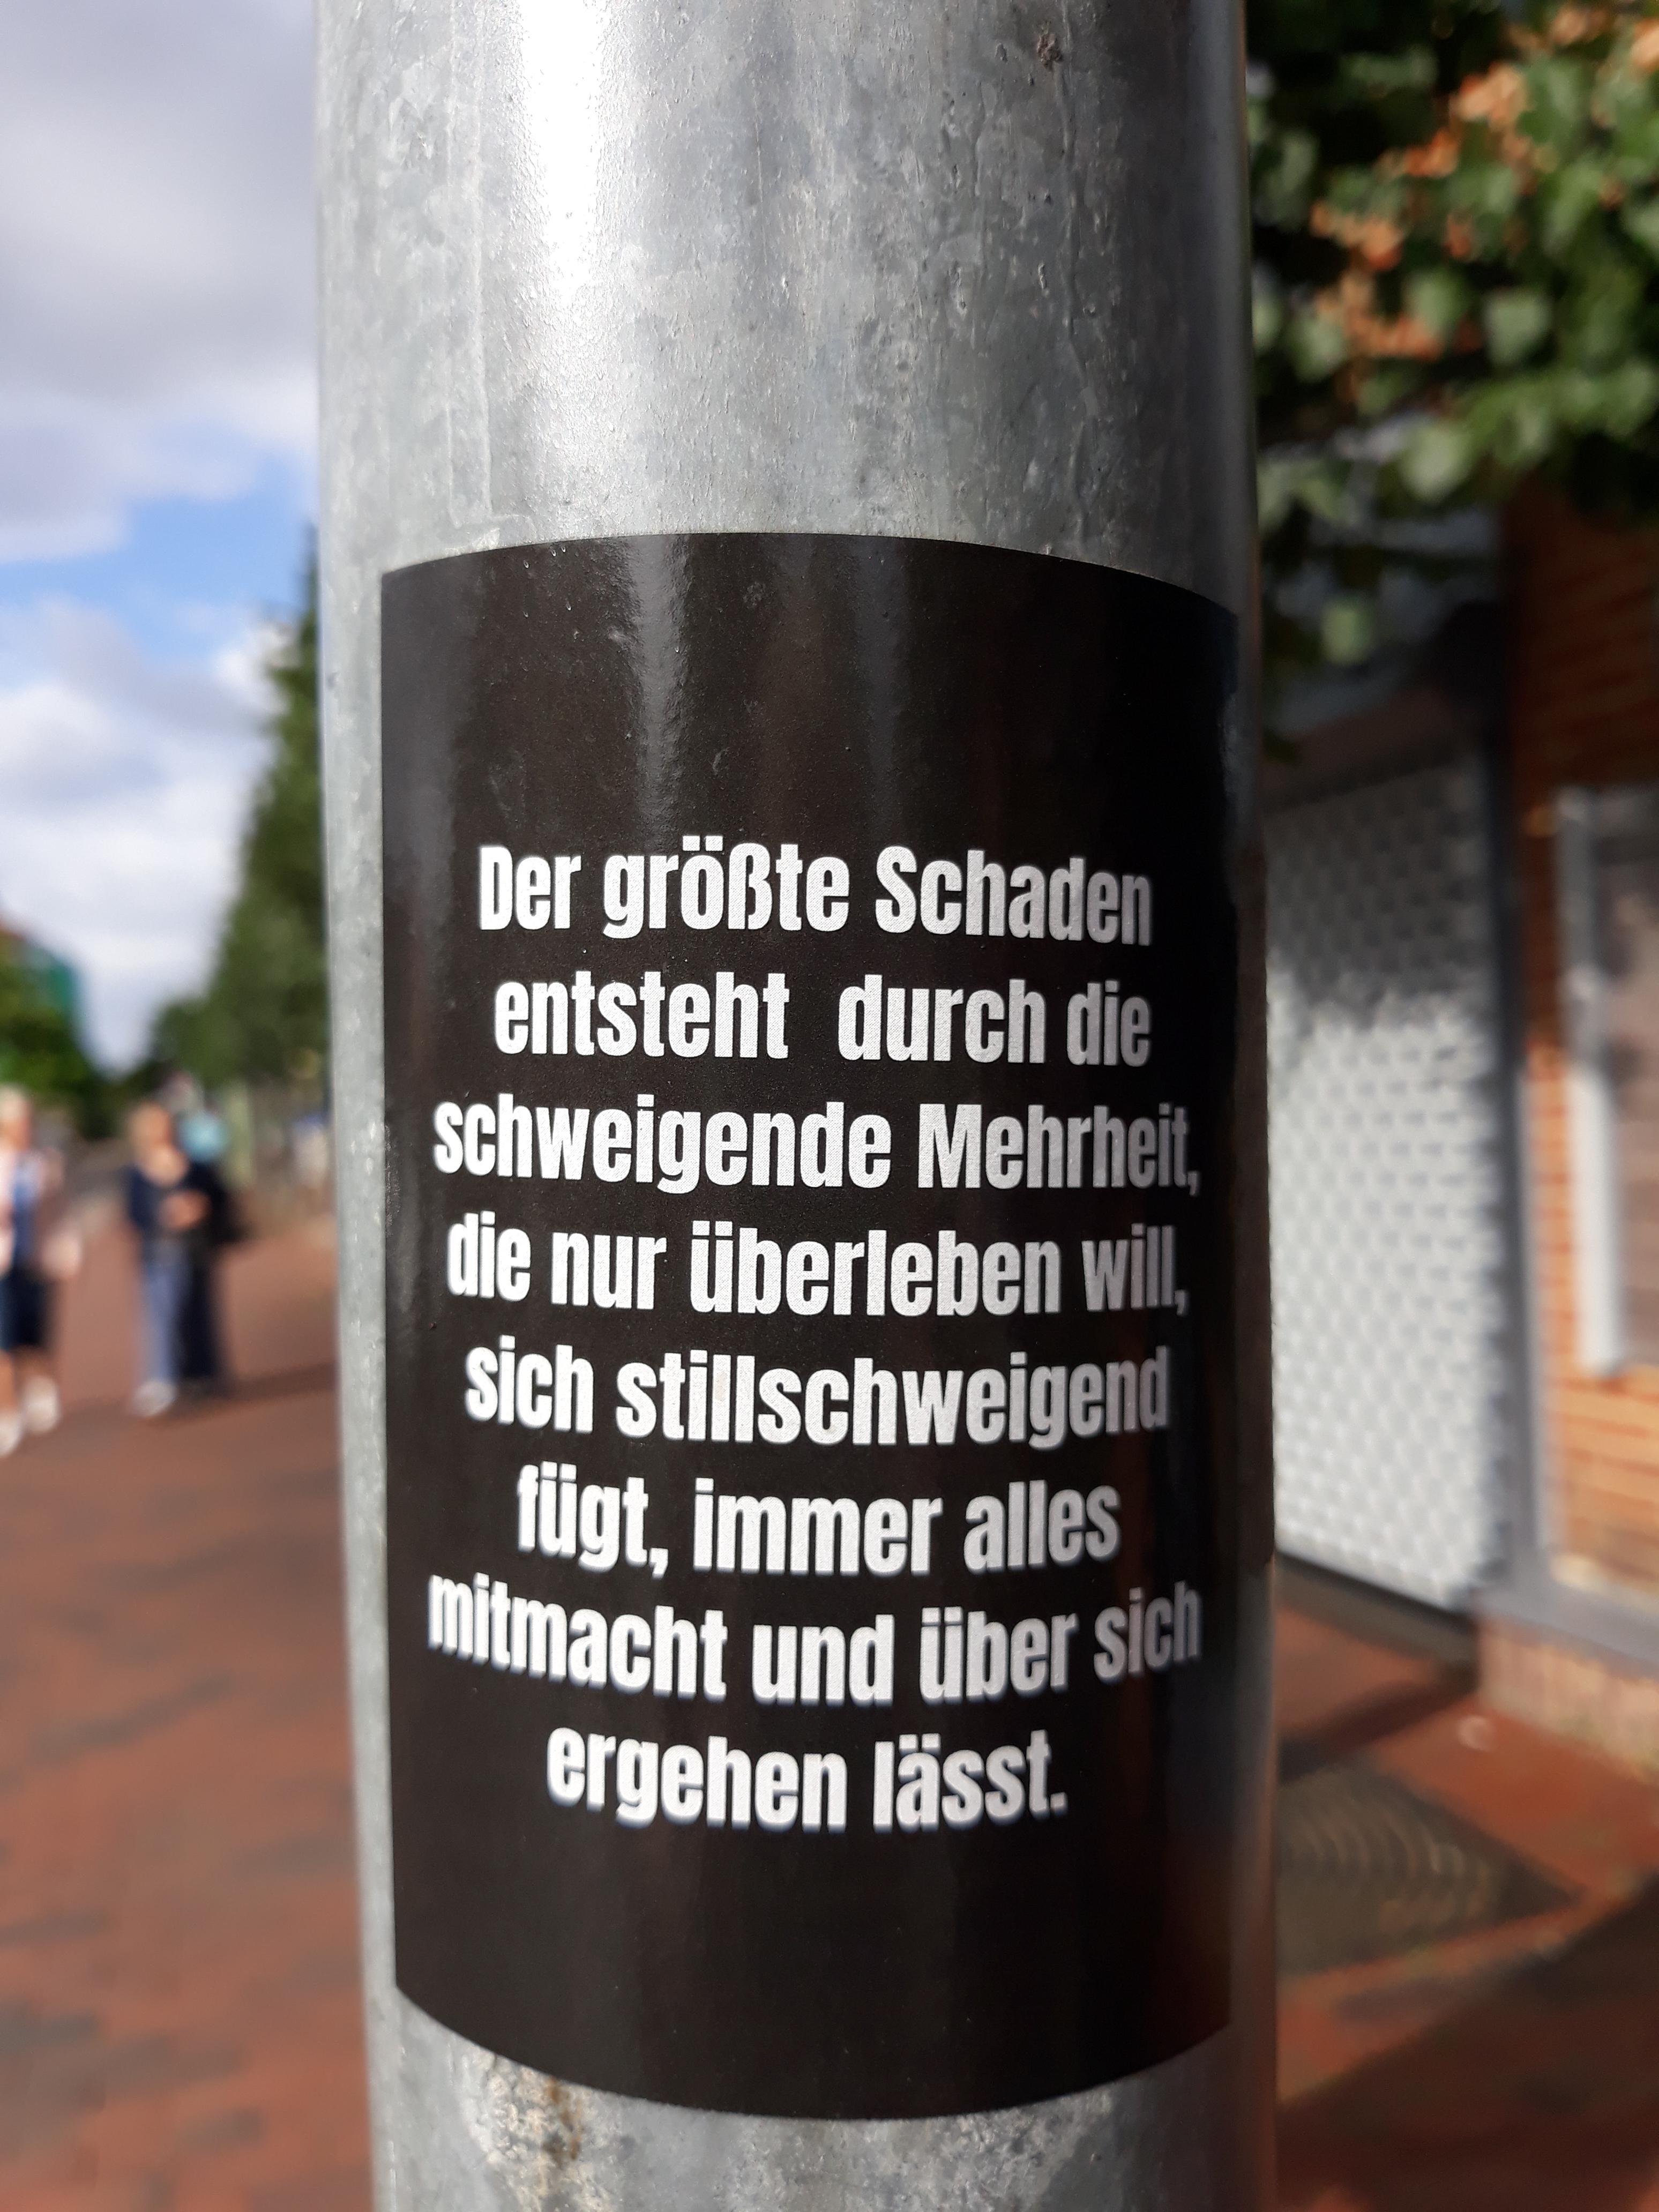 Der größte Schaden
entsteht  durch die
schweigende Mehrheit,
die nur überleben will,
sich stillschweigend
fügt, immer alles
mitmacht und über sich
ergehen lässt.